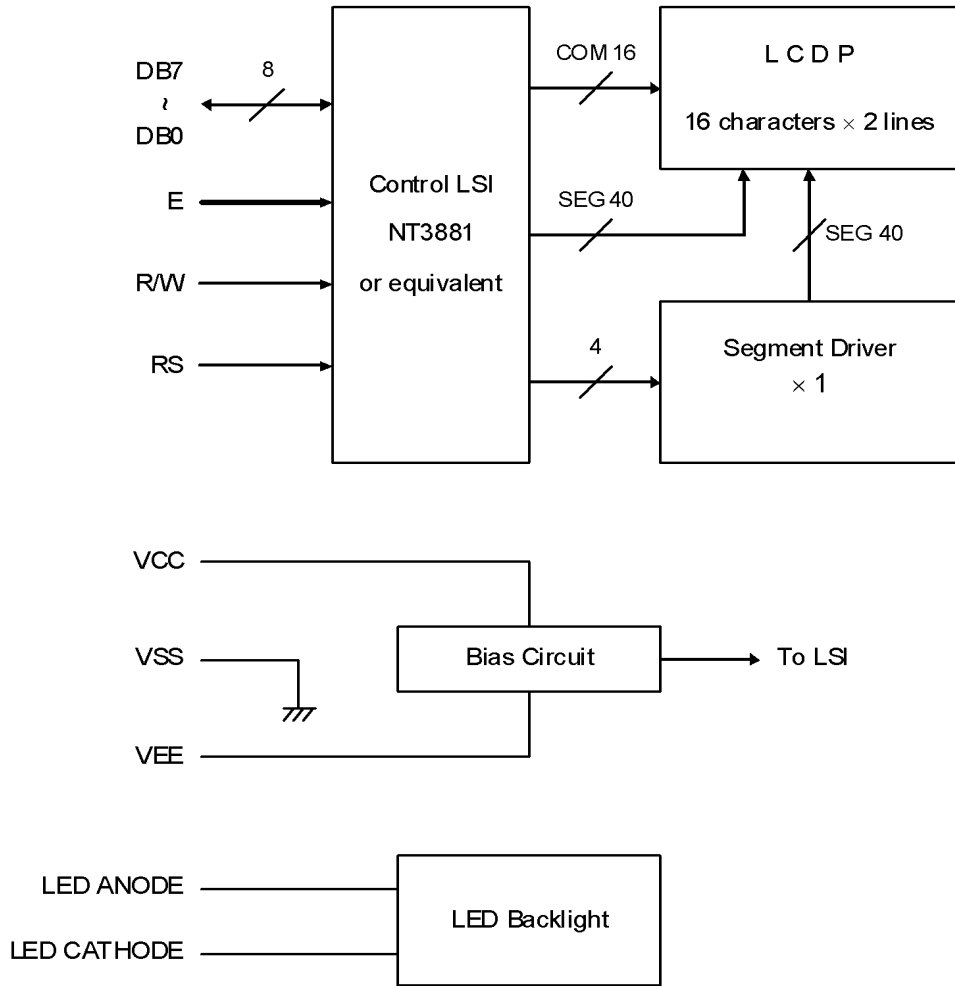 DB7
~
DB0
8
E
R/W
RS
Control LSI
NT3881
or equivalent
COM 16
SEG 40
4
L C D P
16 characters × 2 lines
SEG 40
Segment Driver
× 1
VCC
VSS
VEE
Bias Circuit
To LSI
LED ANODE
LED CATHODE
LED Backlight